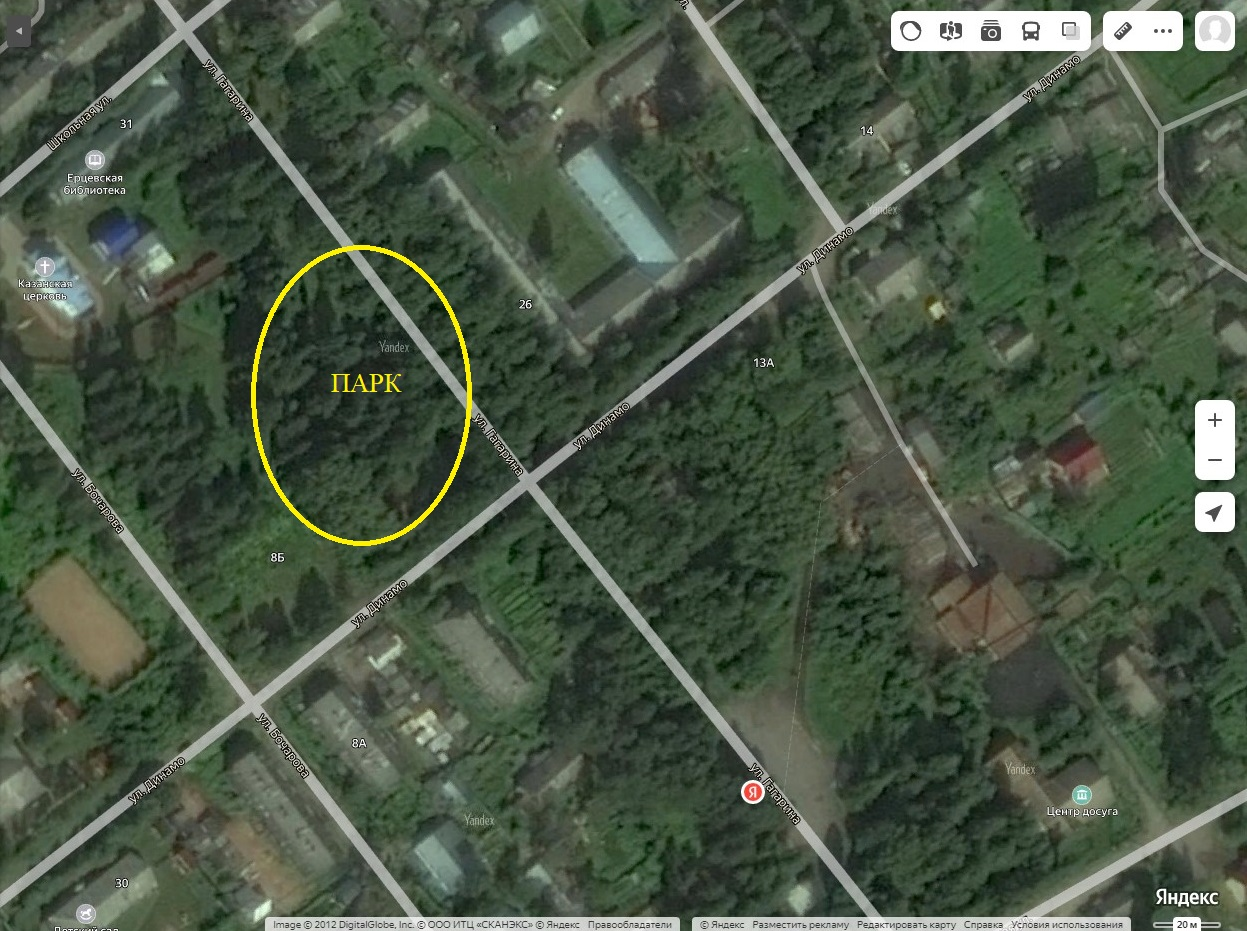 ул. Гагарина
Школьная ул.
31
Ерцевская
библиотека
Казанская
церковь
14
Yandex
ул. Динамо
ул. Динамо
26
Yandex
ПАРК
13А
ул. Гагарина
ул. Динамо
ул. Бочарова
8Б
ул. Динамо
8А
ул. Бочарова
ул. Динамо
Yandex
Я
ул. Гагарина
Yandex
Центр досуга
30
Яндекс
Image © 2012 DigitalGlobe, Inc. © ООО ИТЦ «СКАНЭКС» © Яндекс Правообладатели
© Яндекс Разместить рекламу Редактировать карту Справка Условия использования
20 м